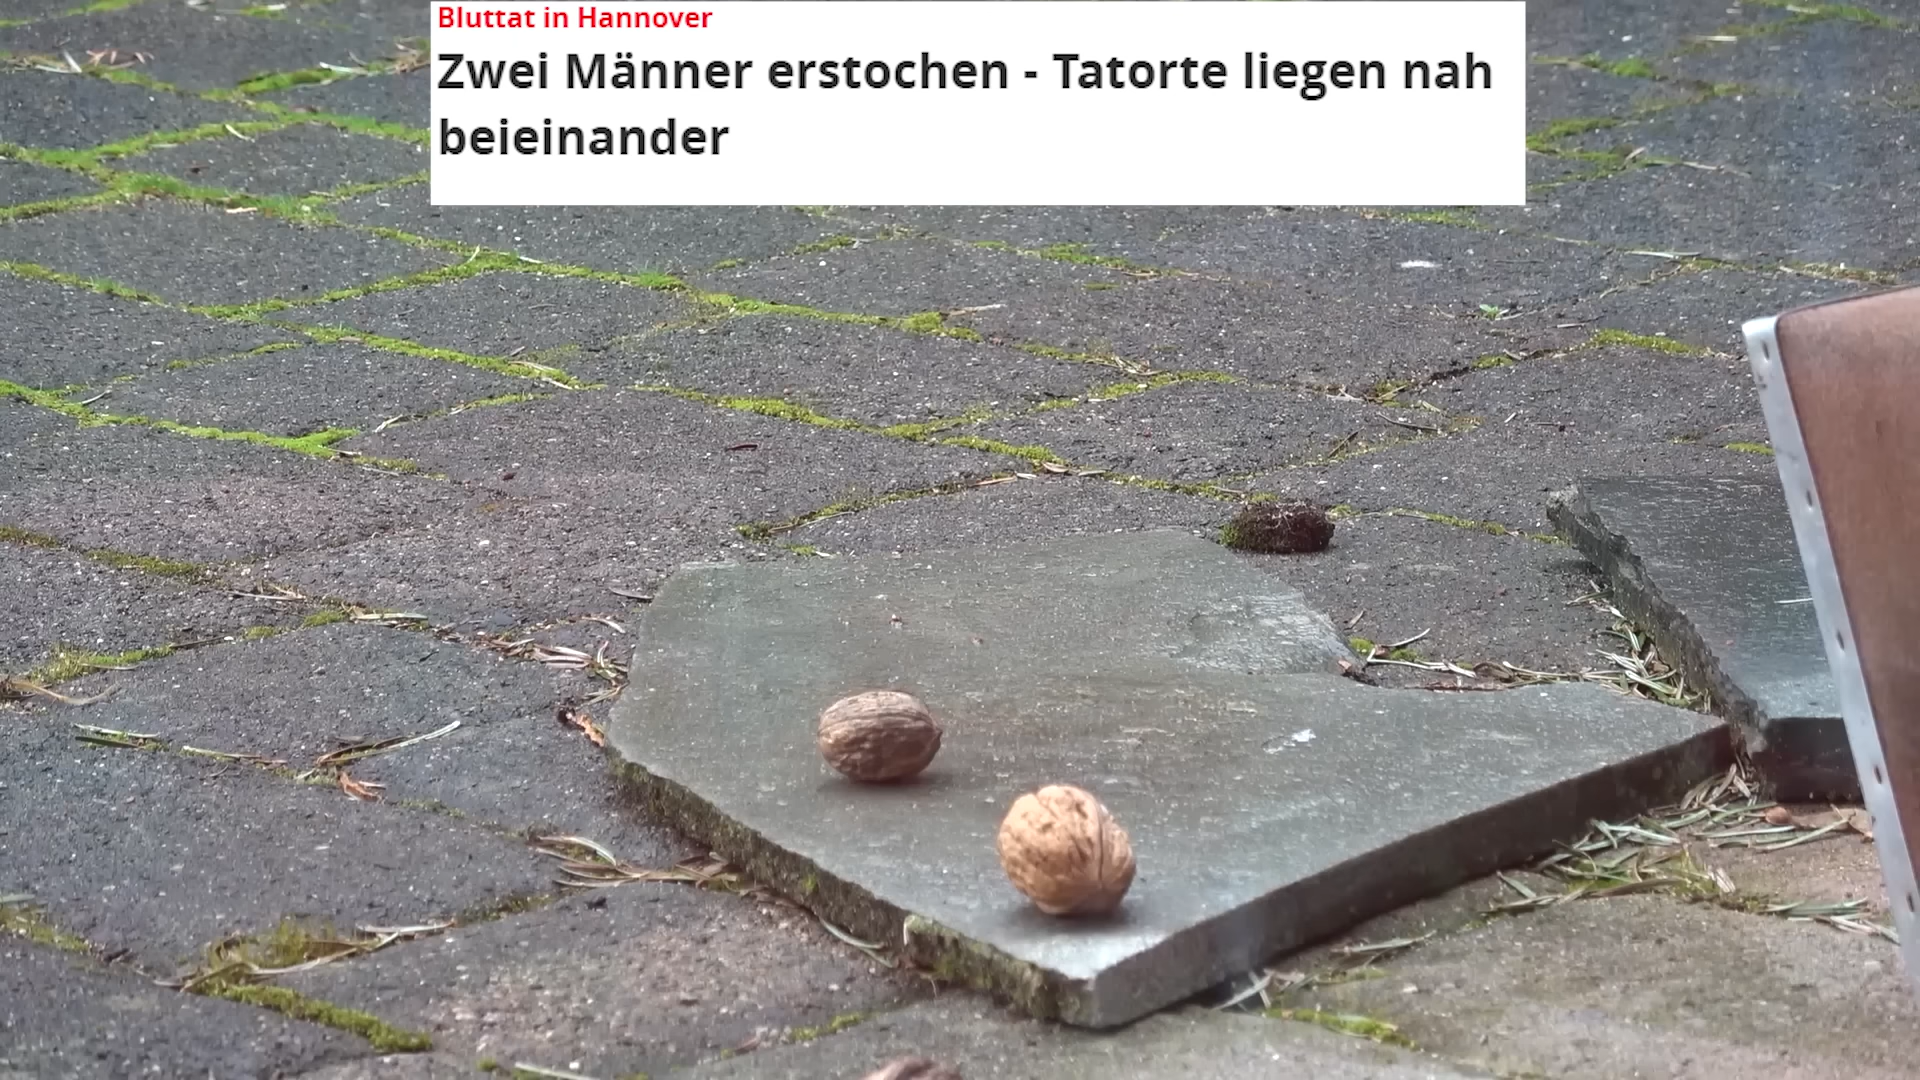 Bluttat in Hannover
Zwei Männer erstochen - Tatorte liegen nah
beieinander